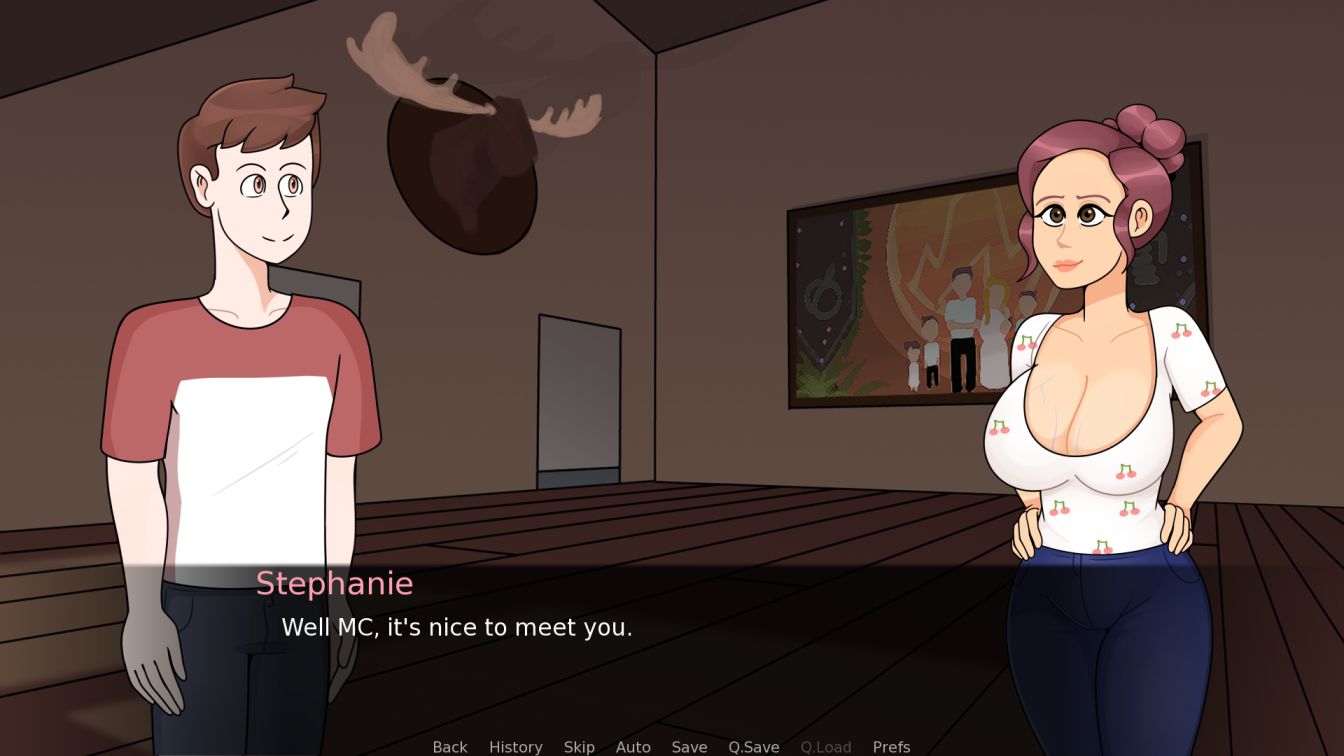 Stephanie
Well MC, it's nice to meet you.
Back History Skip Auto Save Q.Save Q.Load Prefs